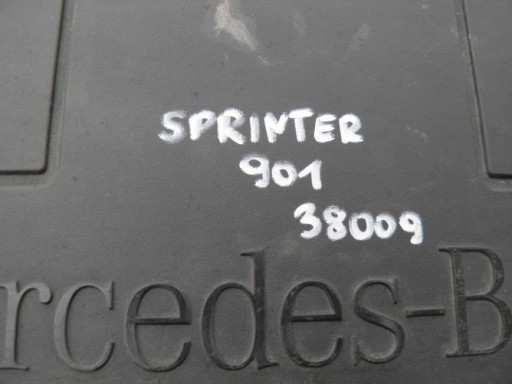 SPRINTER
901
38009
rcedes-B